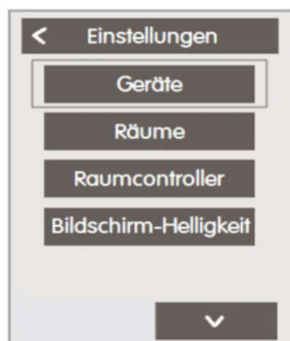 Einstellungen
Geräte
Räume
Raumcontroller
Bildschirm-Helligkeit